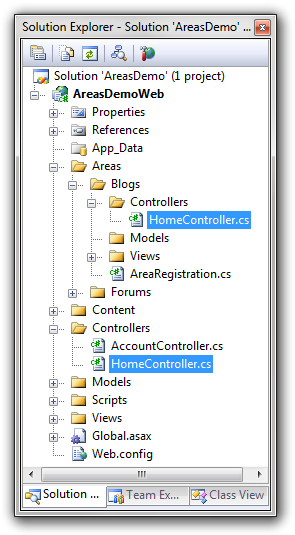 Solution Explorer - Solution 'AreasDemo' ...
Solution 'AreasDemo' (1 project)
AreasDemoWeb
Properties
References
App_Data
Areas
Blogs
Controllers
HomeController.cs
Models
Views
AreaRegistration.cs
Forums
Content
Controllers
AccountController.cs
HomeController.cs
Models
Scripts
Views
Global.asax
Web.config
Solution ... Team Ex... Class View